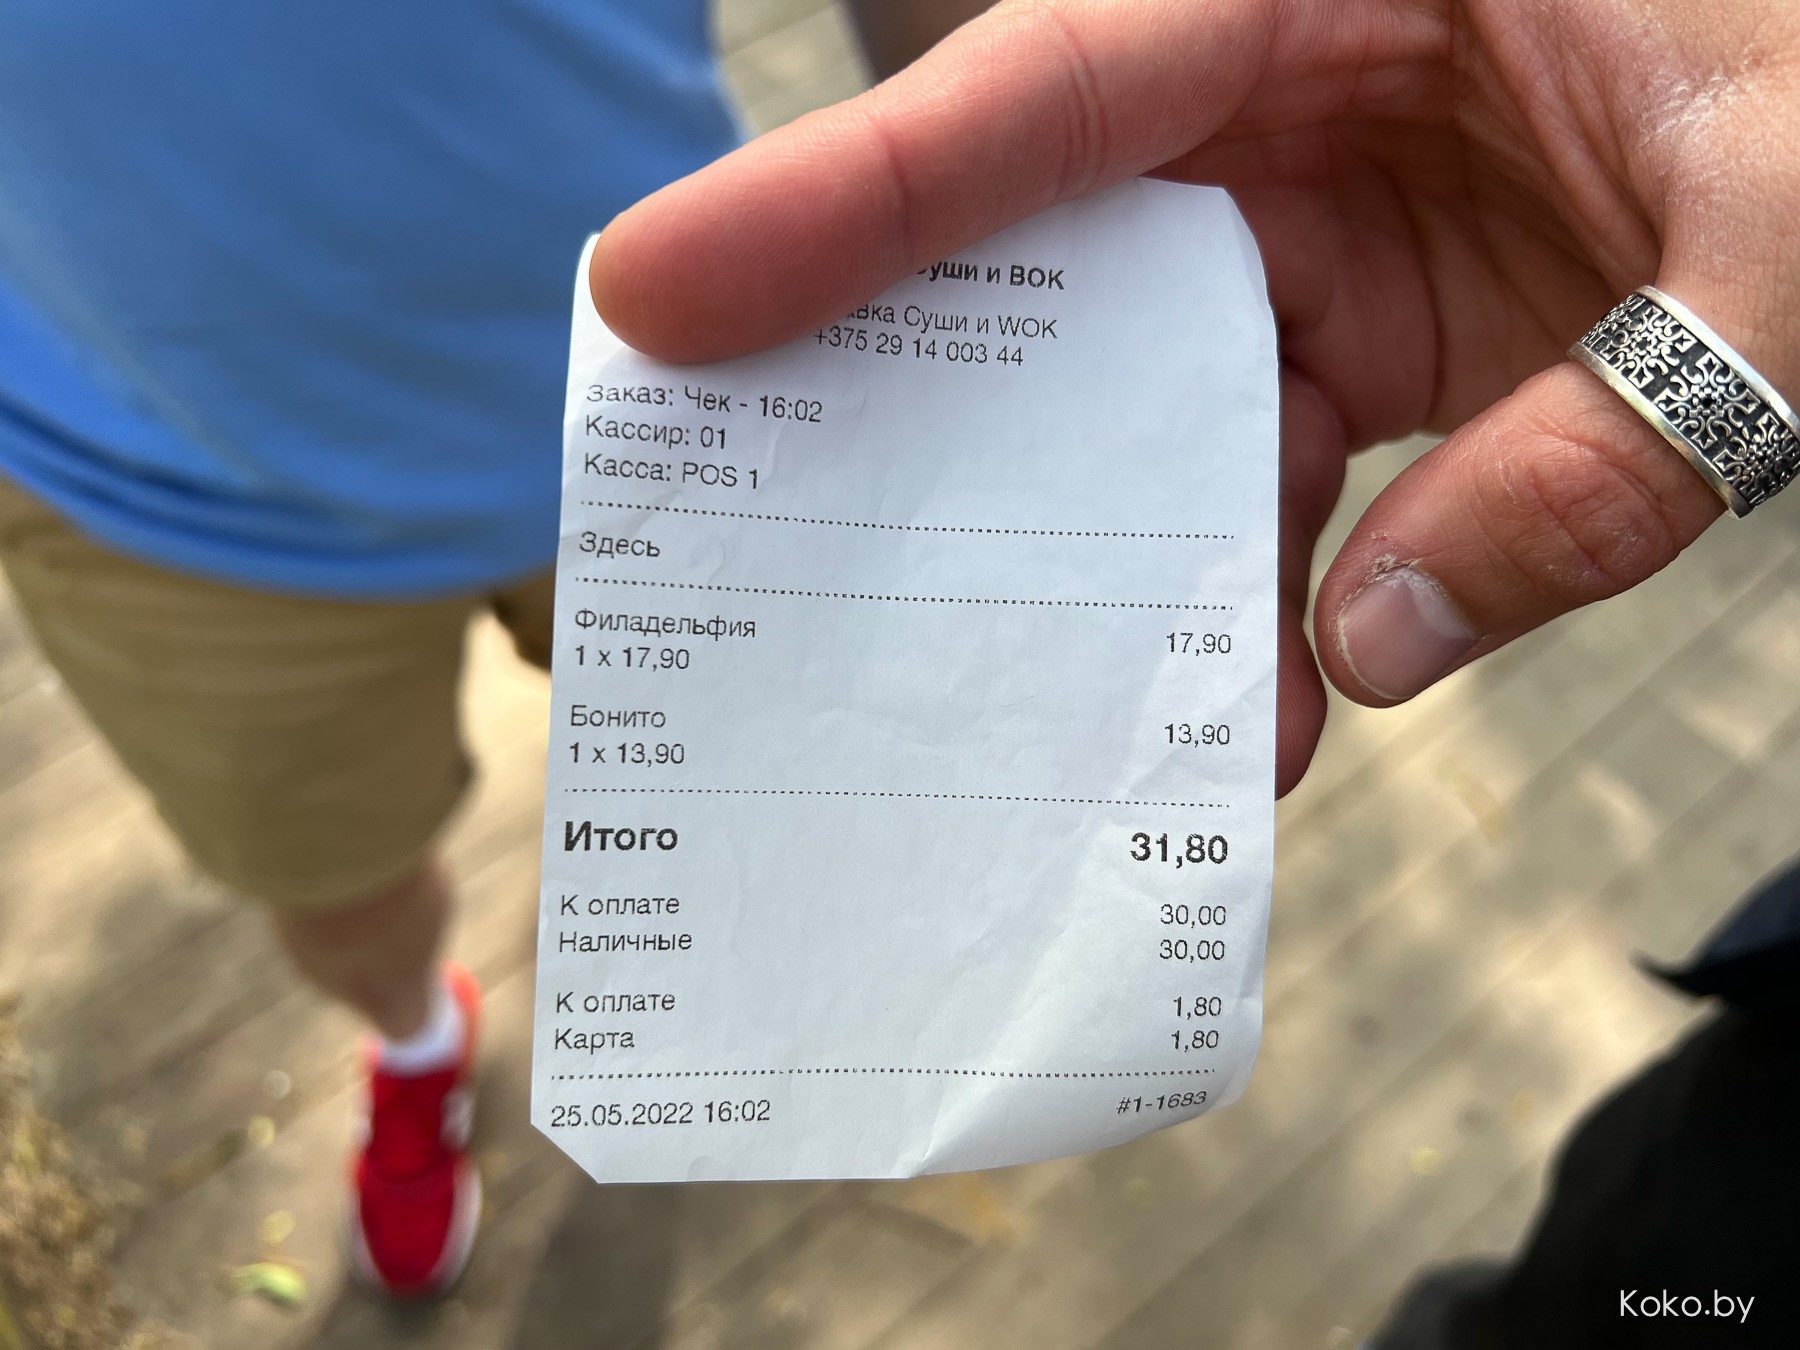 и ВОК
Суши и WOK
+375 29 14 003 44
Заказ: Чек - 16:02
Кассир: 01
Касса: POS 1
Здесь
Филадельфия 17,90
1 x 17,90
Бонито 13,90
1 x 13,90
Итого 31,80
К оплате 30,00
Наличные 30,00
К оплате 1,80
Карта 1,80
25.05.2022 16:02 #1-1683
Koko.by